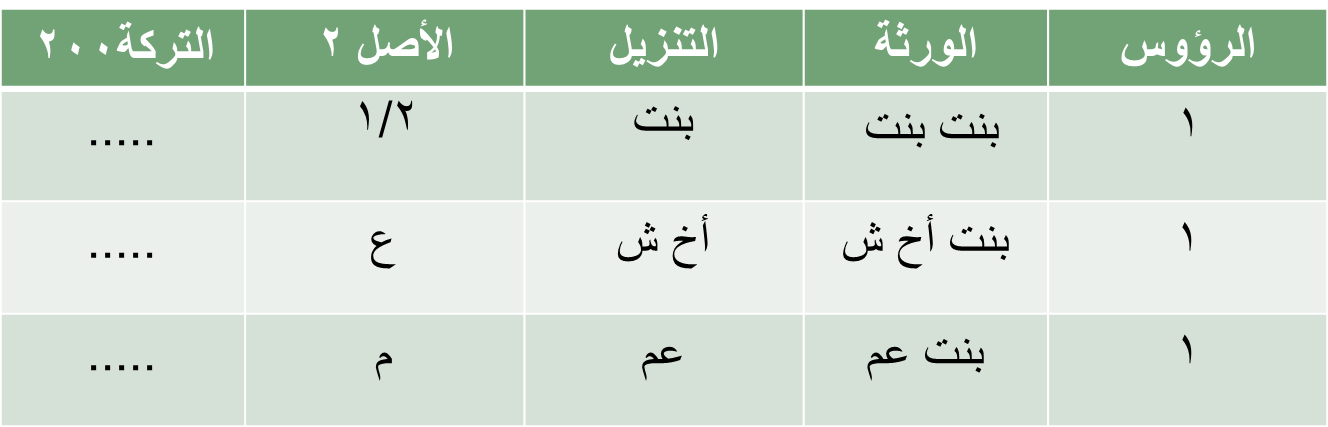 الرؤوس الورثة التنزيل الأصل ٢ التركة٢٠٠
١ بنت بنت بنت ١/٢ .....
١ بنت أخ ش أخ ش ع .....
١ بنت عم عم م .....